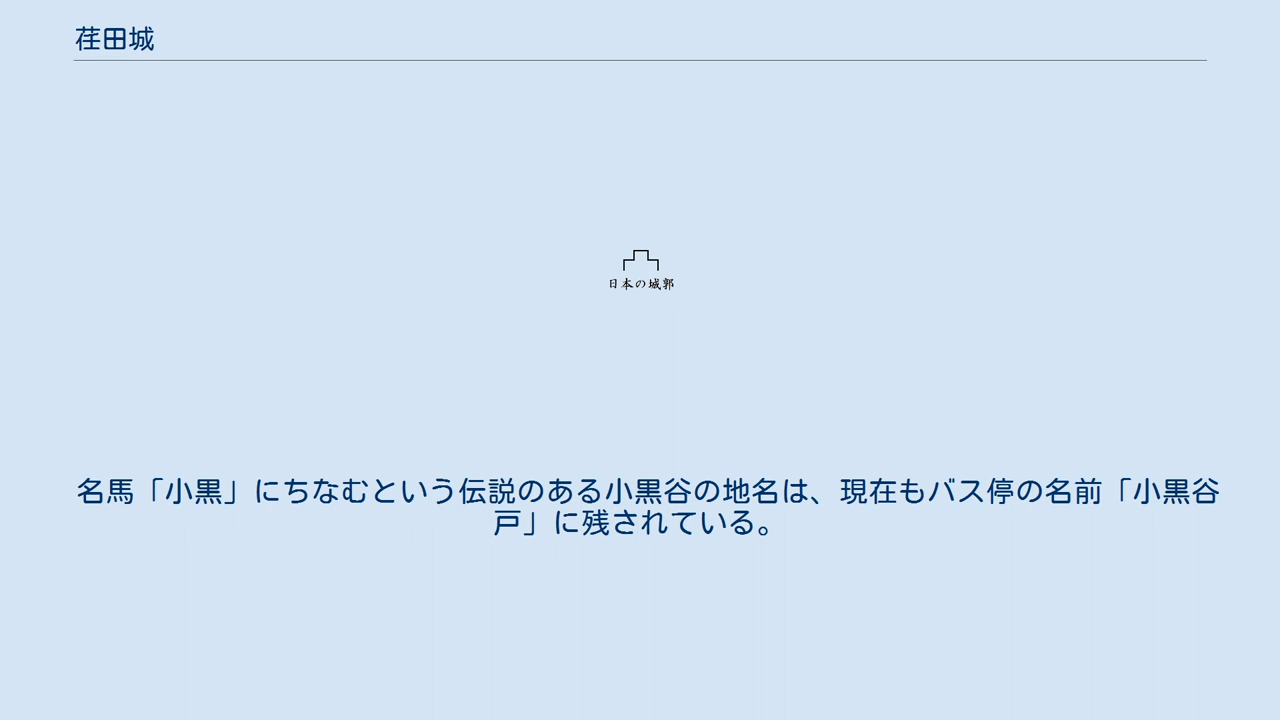 荏田城
日本の城郭
名馬「小黒」にちなむという伝説のある小黒谷の地名は、現在もバス停の名前「小黒谷
戸」に残されている。